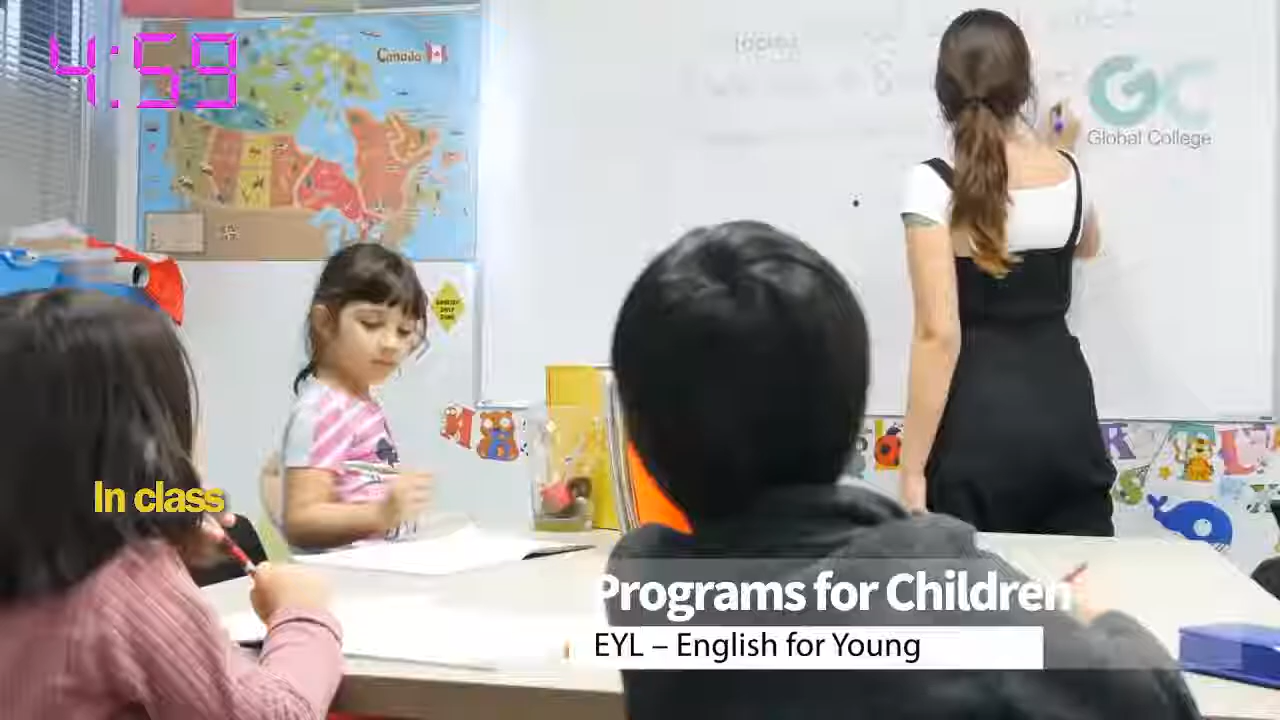 4:59
Canada
GC
Global College
In class
Programs for Children
EYL – English for Young